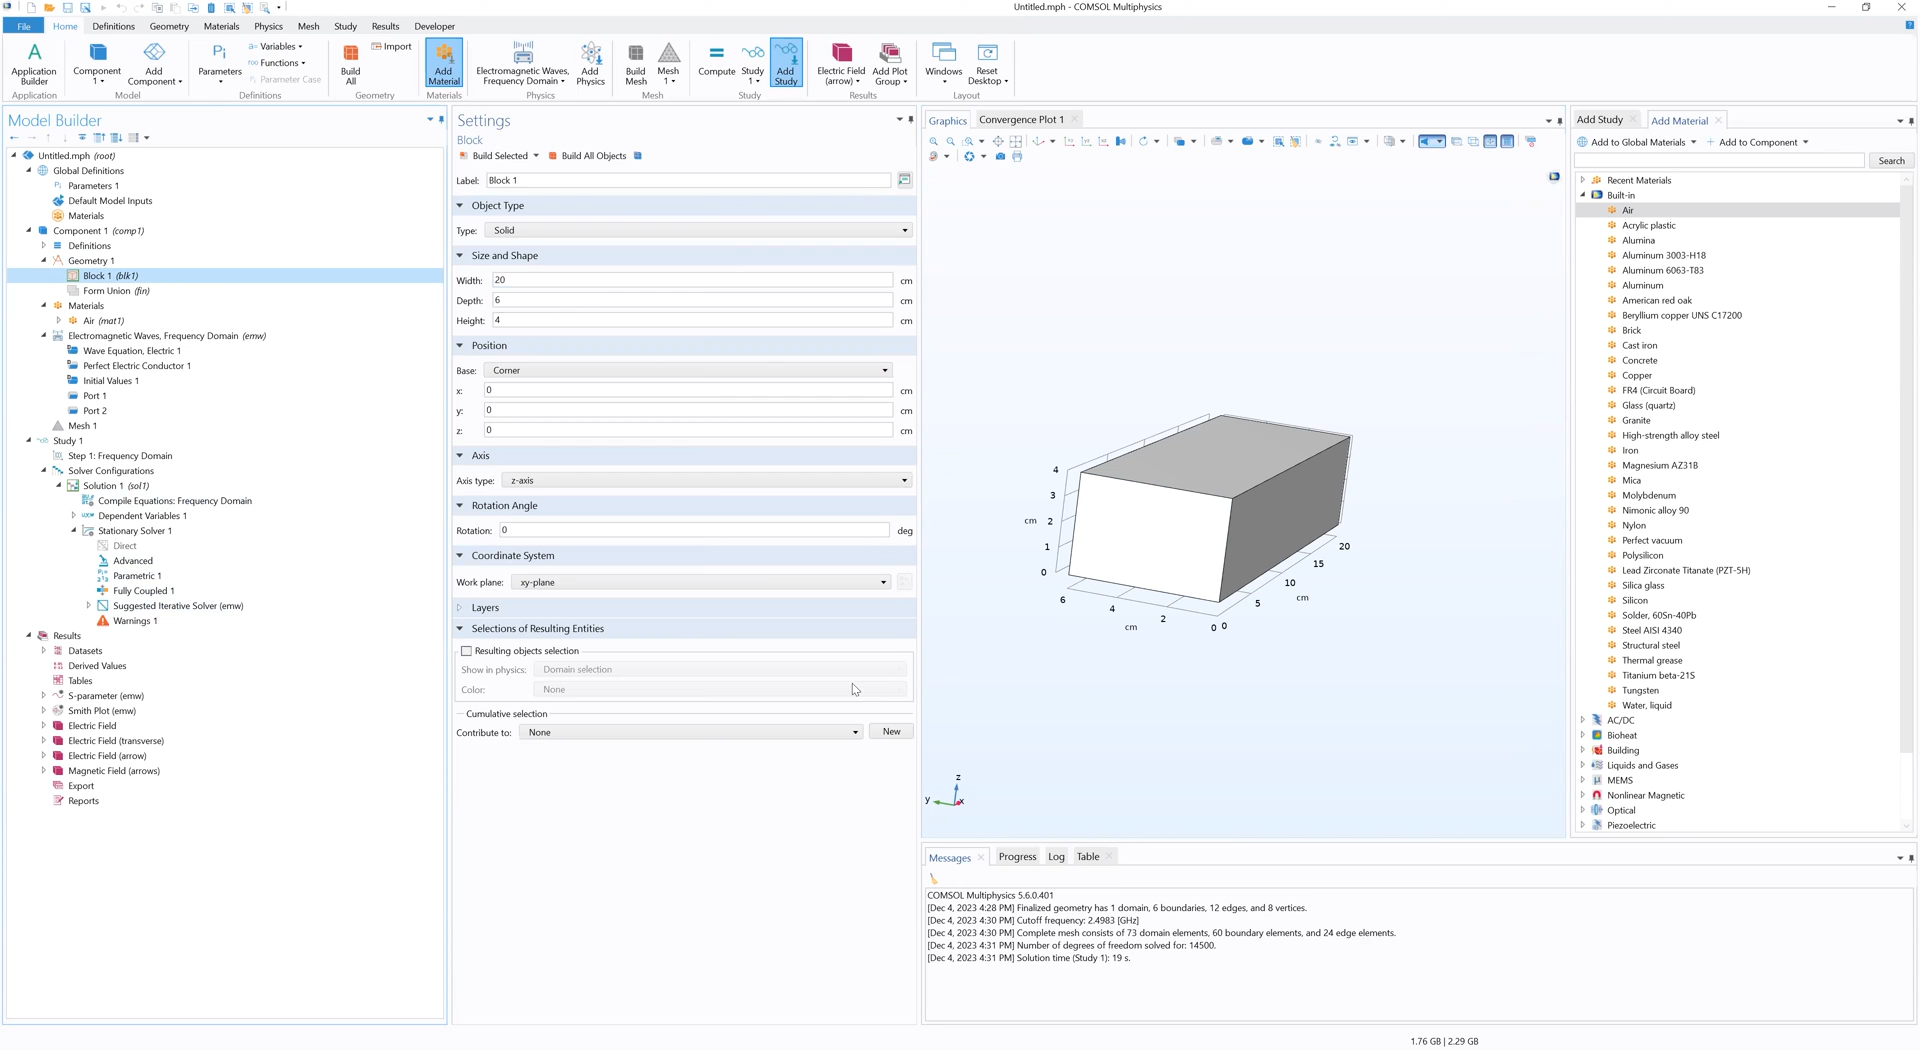 Untitled.mph - COMSOL Multiphysics
File Home Definitions Geometry Materials Physics Mesh Study Results Developer
Application Builder
Component 1
Add Component
Parameters
a= Variables
Functions
Parameter Case
Build All
Import
Add Material
Electromagnetic Waves, Frequency Domain
Add Physics
Build Mesh
Mesh 1
Compute
Study 1
Add Study
Electric Field (arrow)
Add Plot Group
Windows
Reset Desktop
Application Model Definitions Geometry Materials Physics Mesh Study Results Layout
Model Builder
Untitled.mph (root)
Global Definitions
Parameters 1
Default Model Inputs
Materials
Component 1 (comp1)
Definitions
Geometry 1
Block 1 (blk1)
Form Union (fin)
Materials
Air (mat1)
Electromagnetic Waves, Frequency Domain (emw)
Wave Equation, Electric 1
Perfect Electric Conductor 1
Initial Values 1
Port 1
Port 2
Mesh 1
Study 1
Step 1: Frequency Domain
Solver Configurations
Solution 1 (sol1)
Compile Equations: Frequency Domain
Dependent Variables 1
Stationary Solver 1
Direct
Advanced
Parametric 1
Fully Coupled 1
Suggested Iterative Solver (emw)
Warnings 1
Results
Datasets
Derived Values
Tables
S-parameter (emw)
Smith Plot (emw)
Electric Field
Electric Field (transverse)
Electric Field (arrow)
Magnetic Field (arrows)
Export
Reports
Settings
Block
Build Selected Build All Objects
Label: Block 1
Object Type
Type: Solid
Size and Shape
Width: 20 cm
Depth: 6 cm
Height: 4 cm
Position
Base: Corner
x: 0 cm
y: 0 cm
z: 0 cm
Axis
Axis type: z-axis
Rotation Angle
Rotation: 0 deg
Coordinate System
Work plane: xy-plane
Layers
Selections of Resulting Entities
Resulting objects selection
Show in physics: Domain selection
Color: None
Cumulative selection
Contribute to: None New
Graphics Convergence Plot 1
4
3
cm 2
1
0
6
4
cm
2
0 0
5
10
cm
15
20
z
y x
Messages Progress Log Table
COMSOL Multiphysics 5.6.0.401
[Dec 4, 2023 4:28 PM] Finalized geometry has 1 domain, 6 boundaries, 12 edges, and 8 vertices.
[Dec 4, 2023 4:30 PM] Cutoff frequency: 2.4983 [GHz]
[Dec 4, 2023 4:30 PM] Complete mesh consists of 73 domain elements, 60 boundary elements, and 24 edge elements.
[Dec 4, 2023 4:31 PM] Number of degrees of freedom solved for: 14500.
[Dec 4, 2023 4:31 PM] Solution time (Study 1): 19 s.
Add Study Add Material
Add to Global Materials Add to Component
Search
Recent Materials
Built-in
Air
Acrylic plastic
Alumina
Aluminum 3003-H18
Aluminum 6063-T83
Aluminum
American red oak
Beryllium copper UNS C17200
Brick
Cast iron
Concrete
Copper
FR4 (Circuit Board)
Glass (quartz)
Granite
High-strength alloy steel
Iron
Magnesium AZ31B
Mica
Molybdenum
Nimonic alloy 90
Nylon
Perfect vacuum
Polysilicon
Lead Zirconate Titanate (PZT-5H)
Silica glass
Silicon
Solder, 60Sn-40Pb
Steel AISI 4340
Structural steel
Thermal grease
Titanium beta-21S
Tungsten
Water, liquid
AC/DC
Bioheat
Building
Liquids and Gases
MEMS
Nonlinear Magnetic
Optical
Piezoelectric
1.76 GB | 2.29 GB